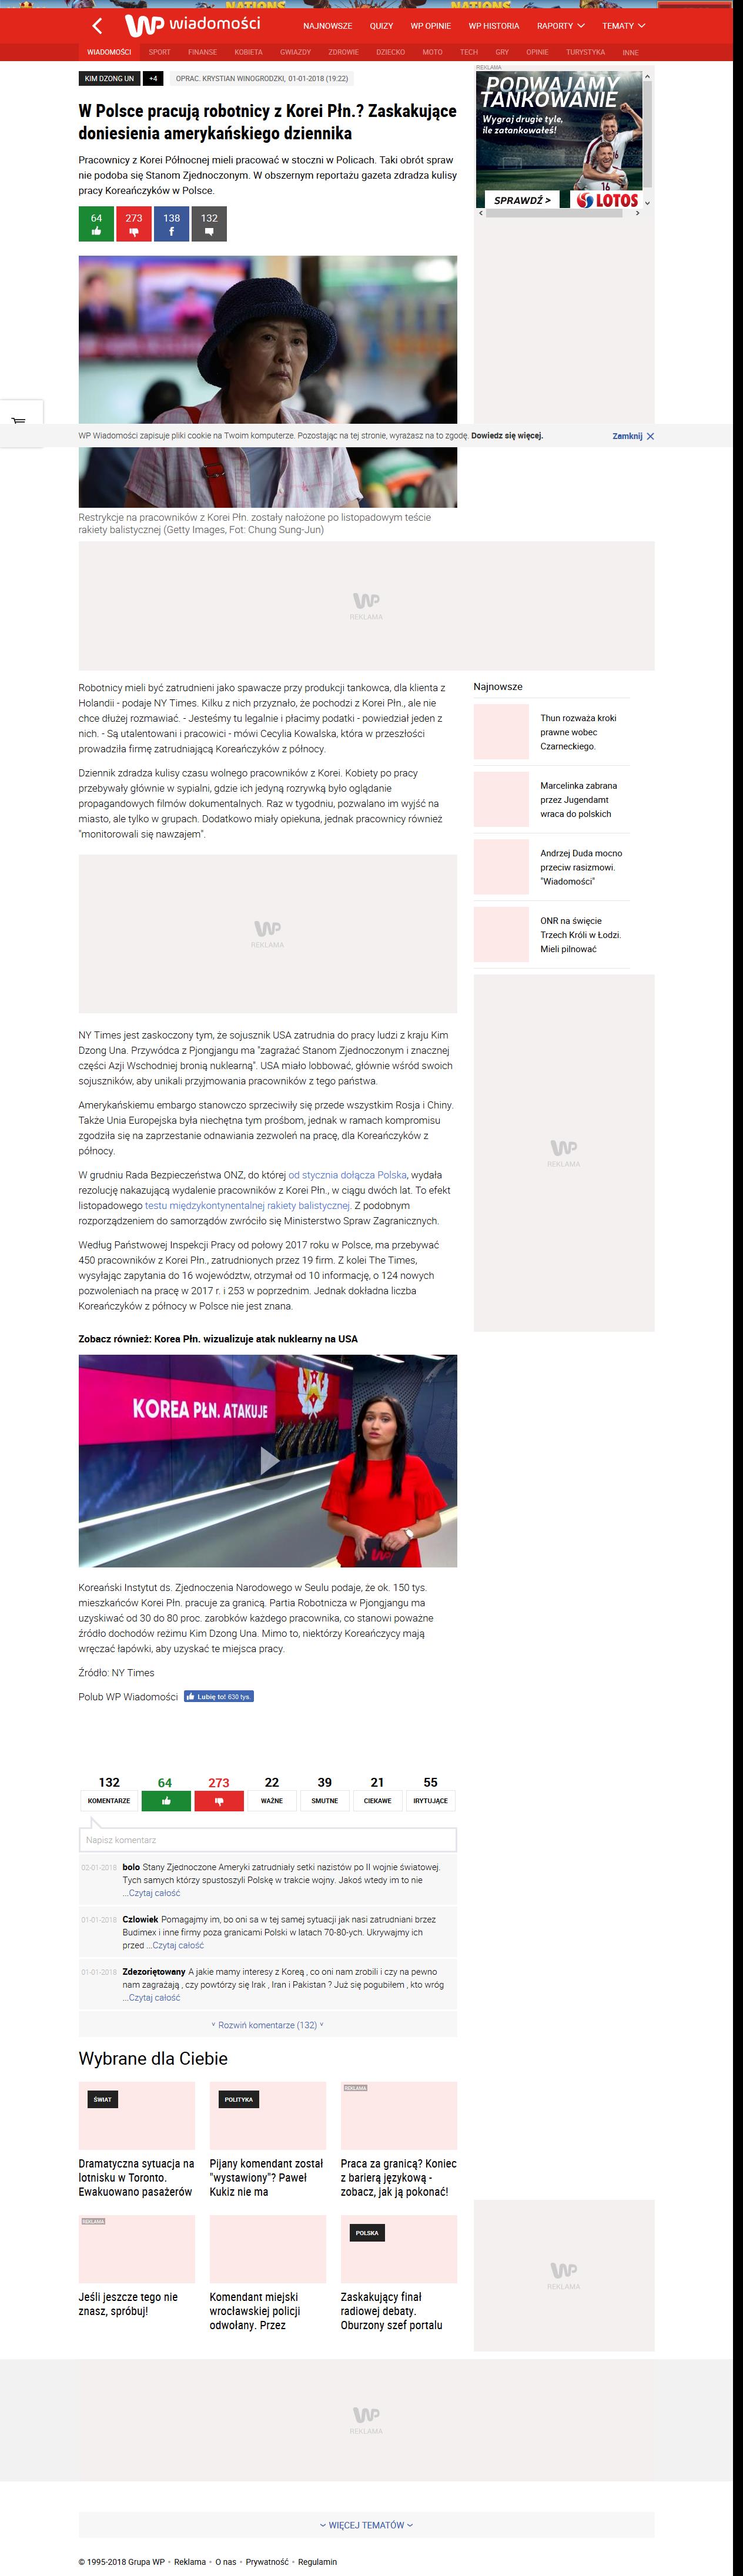 NATIONS NATIONS
WP wiadomości
NAJNOWSZE QUIZY WP OPINIE WP HISTORIA RAPORTY TEMATY
WIADOMOŚCI SPORT FINANSE KOBIETA GWIAZDY ZDROWIE DZIECKO MOTO TECH GRY OPINIE TURYSTYKA INNE
KIM DZONG UN +4 OPRAC. KRYSTIAN WINOGRODZKI, 01-01-2018 (19:22)
W Polsce pracują robotnicy z Korei Płn.? Zaskakujące
doniesienia amerykańskiego dziennika
Pracownicy z Korei Północnej mieli pracować w stoczni w Policach. Taki obrót spraw
nie podoba się Stanom Zjednoczonym. W obszernym reportażu gazeta zdradza kulisy
pracy Koreańczyków w Polsce.
64 273 138 132
REKLAMA
PODWAJAMY
TANKOWANIE
Wygraj drugie tyle,
ile zatankowałeś!
16
SPRAWDŹ > LOTOS
WP Wiadomości zapisuje pliki cookie na Twoim komputerze. Pozostając na tej stronie, wyrażasz na to zgodę. Dowiedz się więcej. Zamknij
Restrykcje na pracowników z Korei Płn. zostały nałożone po listopadowym teście
rakiety balistycznej (Getty Images, Fot: Chung Sung-Jun)
WP
REKLAMA
Robotnicy mieli być zatrudnieni jako spawacze przy produkcji tankowca, dla klienta z
Holandii - podaje NY Times. Kilku z nich przyznało, że pochodzi z Korei Płn., ale nie
chce dłużej rozmawiać. - Jesteśmy tu legalnie i płacimy podatki - powiedział jeden z
nich. - Są utalentowani i pracowici - mówi Cecylia Kowalska, która w przeszłości
prowadziła firmę zatrudniającą Koreańczyków z północy.
Dziennik zdradza kulisy czasu wolnego pracowników z Korei. Kobiety po pracy
przebywały głównie w sypialni, gdzie ich jedyną rozrywką było oglądanie
propagandowych filmów dokumentalnych. Raz w tygodniu, pozwalano im wyjść na
miasto, ale tylko w grupach. Dodatkowo miały opiekuna, jednak pracownicy również
"monitorowali się nawzajem".
WP
REKLAMA
NY Times jest zaskoczony tym, że sojusznik USA zatrudnia do pracy ludzi z kraju Kim
Dzong Una. Przywódca z Pjongjangu ma "zagrażać Stanom Zjednoczonym i znacznej
części Azji Wschodniej bronią nuklearną". USA miało lobbować, głównie wśród swoich
sojuszników, aby unikali przyjmowania pracowników z tego państwa.
Amerykańskiemu embargo stanowczo sprzeciwiły się przede wszystkim Rosja i Chiny.
Także Unia Europejska była niechętna tym prośbom, jednak w ramach kompromisu
zgodziła się na zaprzestanie odnawiania zezwoleń na pracę, dla Koreańczyków z
północy.
W grudniu Rada Bezpieczeństwa ONZ, do której od stycznia dołącza Polska, wydała
rezolucję nakazującą wydalenie pracowników z Korei Płn., w ciągu dwóch lat. To efekt
listopadowego testu międzykontynentalnej rakiety balistycznej. Z podobnym
rozporządzeniem do samorządów zwróciło się Ministerstwo Spraw Zagranicznych.
Według Państwowej Inspekcji Pracy od połowy 2017 roku w Polsce, ma przebywać
450 pracowników z Korei Płn., zatrudnionych przez 19 firm. Z kolei The Times,
wysyłając zapytania do 16 województw, otrzymał od 10 informację, o 124 nowych
pozwoleniach na pracę w 2017 r. i 253 w poprzednim. Jednak dokładna liczba
Koreańczyków z północy w Polsce nie jest znana.
Zobacz również: Korea Płn. wizualizuje atak nuklearny na USA
KOREA PŁN. ATAKUJE
WP
Koreański Instytut ds. Zjednoczenia Narodowego w Seulu podaje, że ok. 150 tys.
mieszkańców Korei Płn. pracuje za granicą. Partia Robotnicza w Pjongjangu ma
uzyskiwać od 30 do 80 proc. zarobków każdego pracownika, co stanowi poważne
źródło dochodów reżimu Kim Dzong Una. Mimo to, niektórzy Koreańczycy mają
wręczać łapówki, aby uzyskać te miejsca pracy.
Źródło: NY Times
Polub WP Wiadomości Lubię to! 630 tys.
Najnowsze
Thun rozważa kroki
prawne wobec
Czarneckiego.
Marcelinka zabrana
przez Jugendamt
wraca do polskich
Andrzej Duda mocno
przeciw rasizmowi.
"Wiadomości"
ONR na święcie
Trzech Króli w Łodzi.
Mieli pilnować
WP
REKLAMA
132 64 273 22 39 21 55
KOMENTARZE WAŻNE SMUTNE CIEKAWE IRYTUJĄCE
Napisz komentarz
02-01-2018 bolo Stany Zjednoczone Ameryki zatrudniały setki nazistów po II wojnie światowej.
Tych samych którzy spustoszyli Polskę w trakcie wojny. Jakoś wtedy im to nie
...Czytaj całość
01-01-2018 Czlowiek Pomagajmy im, bo oni sa w tej samej sytuacji jak nasi zatrudniani brzez
Budimex i inne firmy poza granicami Polski w latach 70-80-ych. Ukrywajmy ich
przed ...Czytaj całość
01-01-2018 Zdezoriętowany A jakie mamy interesy z Koreą , co oni nam zrobili i czy na pewno
nam zagrażają , czy powtórzy się Irak , Iran i Pakistan ? Już się pogubiłem , kto wróg
...Czytaj całość
Rozwiń komentarze (132)
Wybrane dla Ciebie
ŚWIAT
Dramatyczna sytuacja na
lotnisku w Toronto.
Ewakuowano pasażerów
POLITYKA
Pijany komendant został
"wystawiony"? Paweł
Kukiz nie ma
REKLAMA
Praca za granicą? Koniec
z barierą językową -
zobacz, jak ją pokonać!
REKLAMA
Jeśli jeszcze tego nie
znasz, spróbuj!
Komendant miejski
wrocławskiej policji
odwołany. Przez
POLSKA
Zaskakujący finał
radiowej debaty.
Oburzony szef portalu
WP
REKLAMA
WP
REKLAMA
WIĘCEJ TEMATÓW
© 1995-2018 Grupa WP • Reklama • O nas • Prywatność • Regulamin